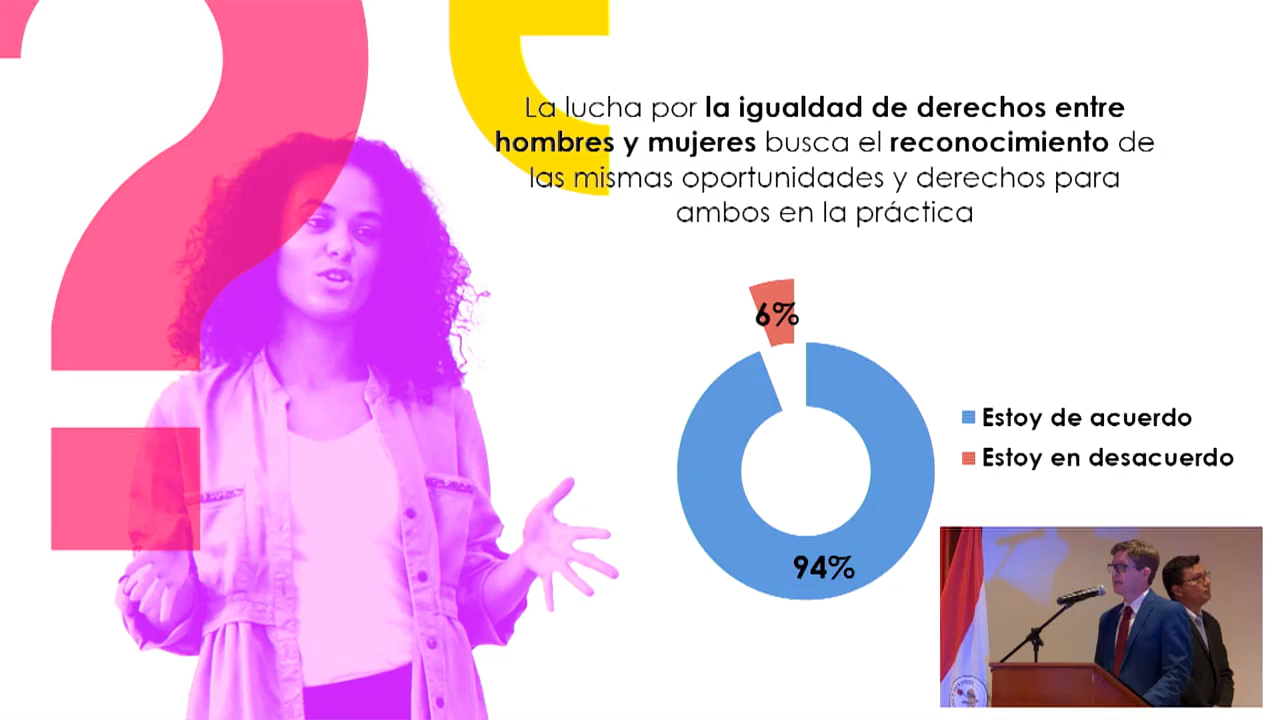 La lucha por la igualdad de derechos entre
hombres y mujeres busca el reconocimiento de
las mismas oportunidades y derechos para
ambos en la práctica
6%
Estoy de acuerdo
Estoy en desacuerdo
94%